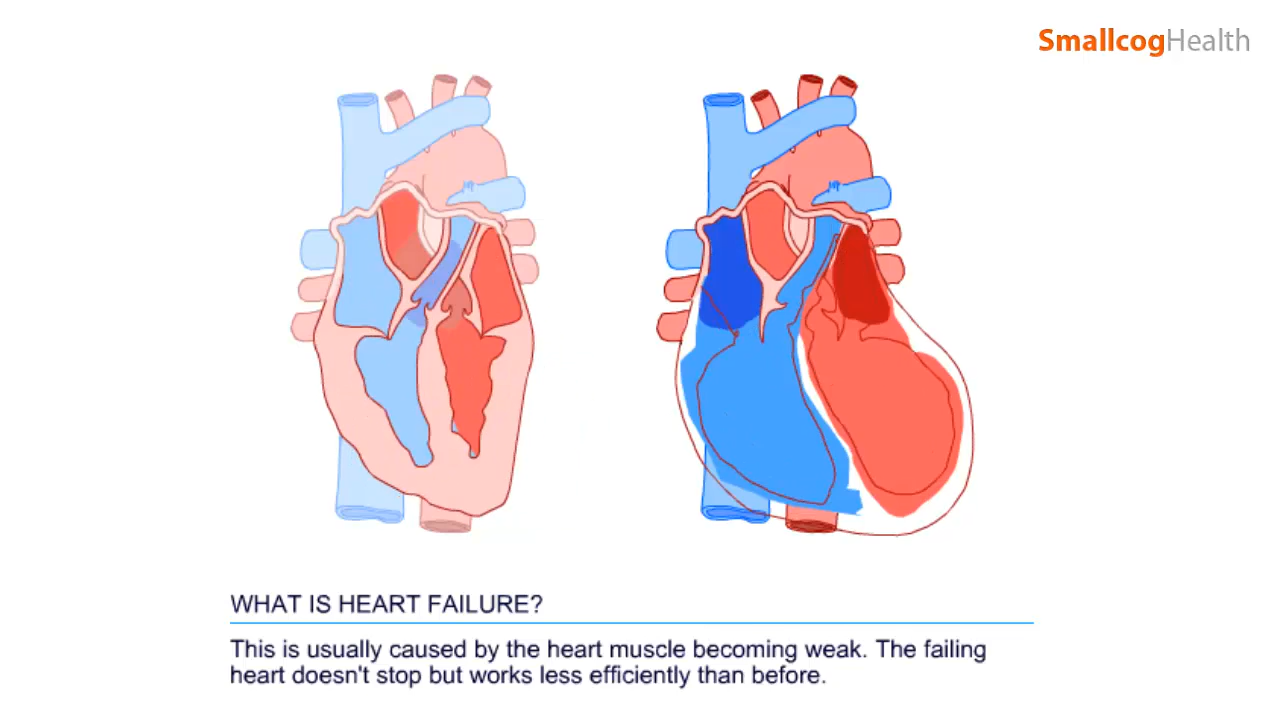 SmallcogHealth
WHAT IS HEART FAILURE?
This is usually caused by the heart muscle becoming weak. The failing
heart doesn't stop but works less efficiently than before.